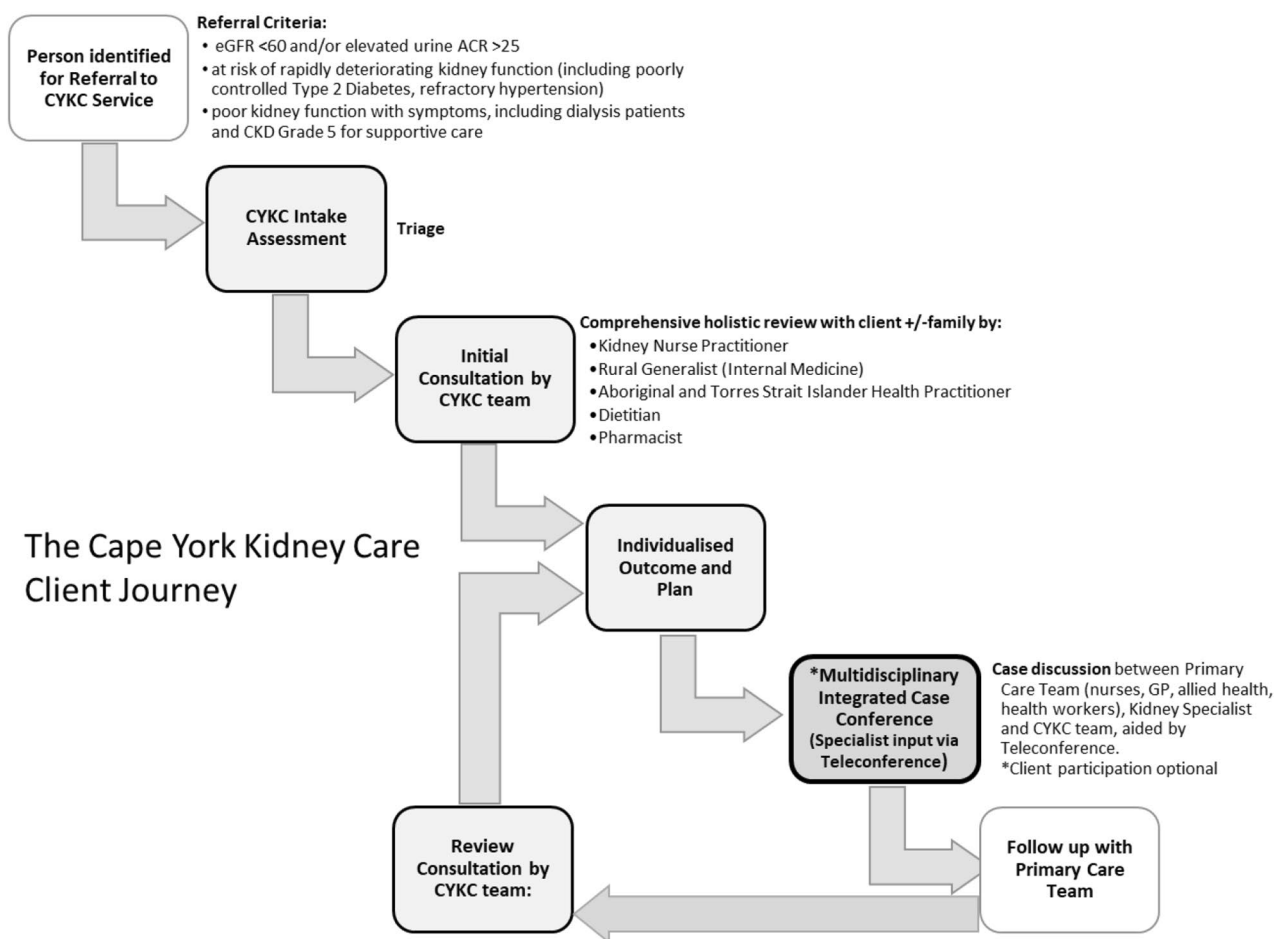 Person identified
for Referral to
CYKC Service
Referral Criteria:
• eGFR <60 and/or elevated urine ACR >25
• at risk of rapidly deteriorating kidney function (including poorly
controlled Type 2 Diabetes, refractory hypertension)
• poor kidney function with symptoms, including dialysis patients
and CKD Grade 5 for supportive care
CYKC Intake
Assessment
Triage
Initial
Consultation by
CYKC team
Comprehensive holistic review with client +/-family by:
•Kidney Nurse Practitioner
•Rural Generalist (Internal Medicine)
•Aboriginal and Torres Strait Islander Health Practitioner
•Dietitian
•Pharmacist
The Cape York Kidney Care
Client Journey
Individualised
Outcome and
Plan
*Multidisciplinary
Integrated Case
Conference
(Specialist input via
Teleconference)
Case discussion between Primary
Care Team (nurses, GP, allied health,
health workers), Kidney Specialist
and CYKC team, aided by
Teleconference.
*Client participation optional
Follow up with
Primary Care
Team
Review
Consultation by
CYKC team: